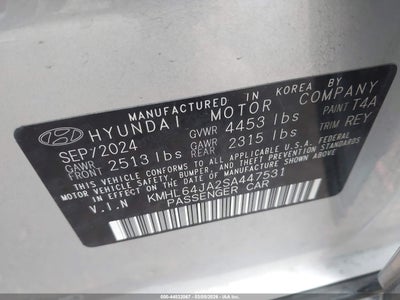 MANUFACTURED IN KOREA BY
HYUNDAI MOTOR COMPANY
SEP/2024 GVWR 4453 lbs PAINT T4A
GAWR FRONT 2513 lbs GAWR REAR 2315 lbs TRIM REY
THIS VEHICLE CONFORMS TO ALL APPLICABLE U.S.A. FEDERAL
MOTOR VEHICLE SAFETY, BUMPER, AND THEFT PREVENTION STANDARDS
IN EFFECT ON THE DATE OF MANUFACTURE SHOWN ABOVE.
V.I.N KMHL64JA2SA447531
PASSENGER CAR